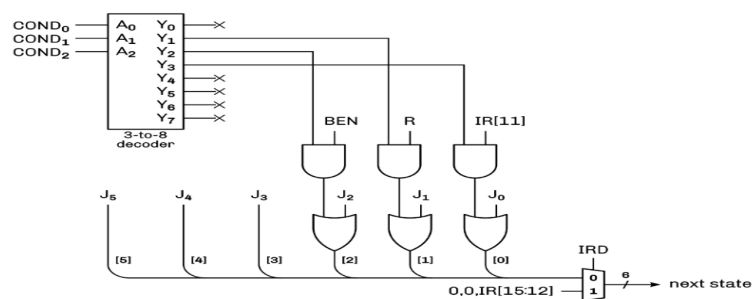 COND₀ A₀ Y₀
COND₁ A₁ Y₁
COND₂ A₂ Y₂
Y₃
Y₄
Y₅
Y₆
Y₇
3-to-8
decoder
BEN R IR[11]
J₅ J₄ J₃ J₂ J₁ J₀
[5] [4] [3] [2] [1] [0]
IRD
0
1
6
next state
0,0,IR[15:12]